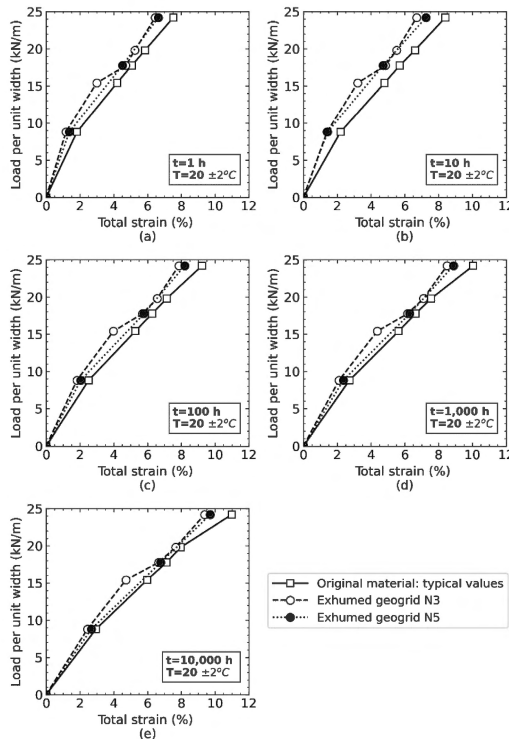 Load per unit width (kN/m)
25
20
15
10
5
0
t=1 h
T=20 ±2°C
0 2 4 6 8 10 12
Total strain (%)
(a)
Load per unit width (kN/m)
25
20
15
10
5
0
t=10 h
T=20 ±2°C
0 2 4 6 8 10 12
Total strain (%)
(b)
Load per unit width (kN/m)
30
25
20
15
10
5
0
t=100 h
T=20 ±2°C
0 2 4 6 8 10 12
Total strain (%)
(c)
Load per unit width (kN/m)
30
25
20
15
10
5
0
t=1,000 h
T=20 ±2°C
0 2 4 6 8 10 12
Total strain (%)
(d)
Load per unit width (kN/m)
25
20
15
10
5
0
t=10,000 h
T=20 ±2°C
0 2 4 6 8 10 12
Total strain (%)
(e)
Original material: typical values
Exhumed geogrid N3
Exhumed geogrid N5